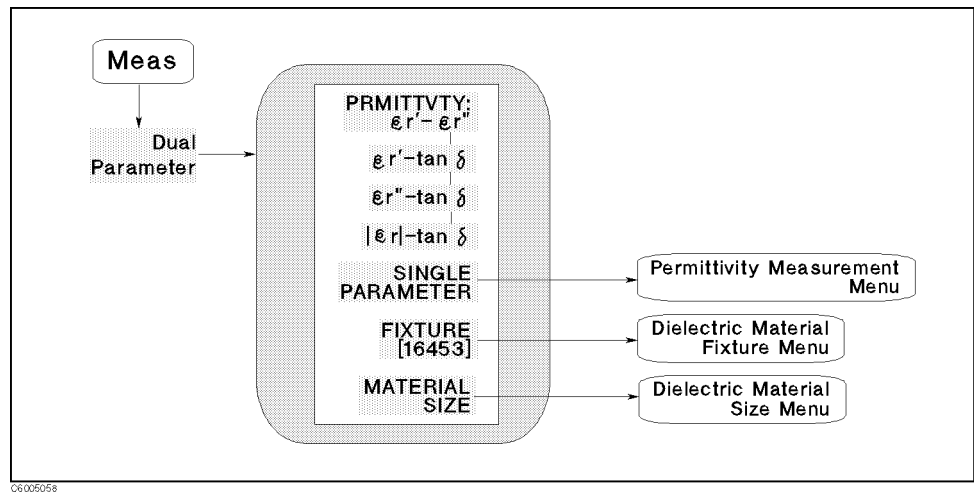 Meas
Dual
Parameter
PRMITTVTY:
εr′− εr″
εr′−tan δ
εr″−tan δ
|εr|−tan δ
SINGLE
PARAMETER
FIXTURE
[16453]
MATERIAL
SIZE
Permittivity Measurement
Menu
Dielectric Material
Fixture Menu
Dielectric Material
Size Menu
C6005058